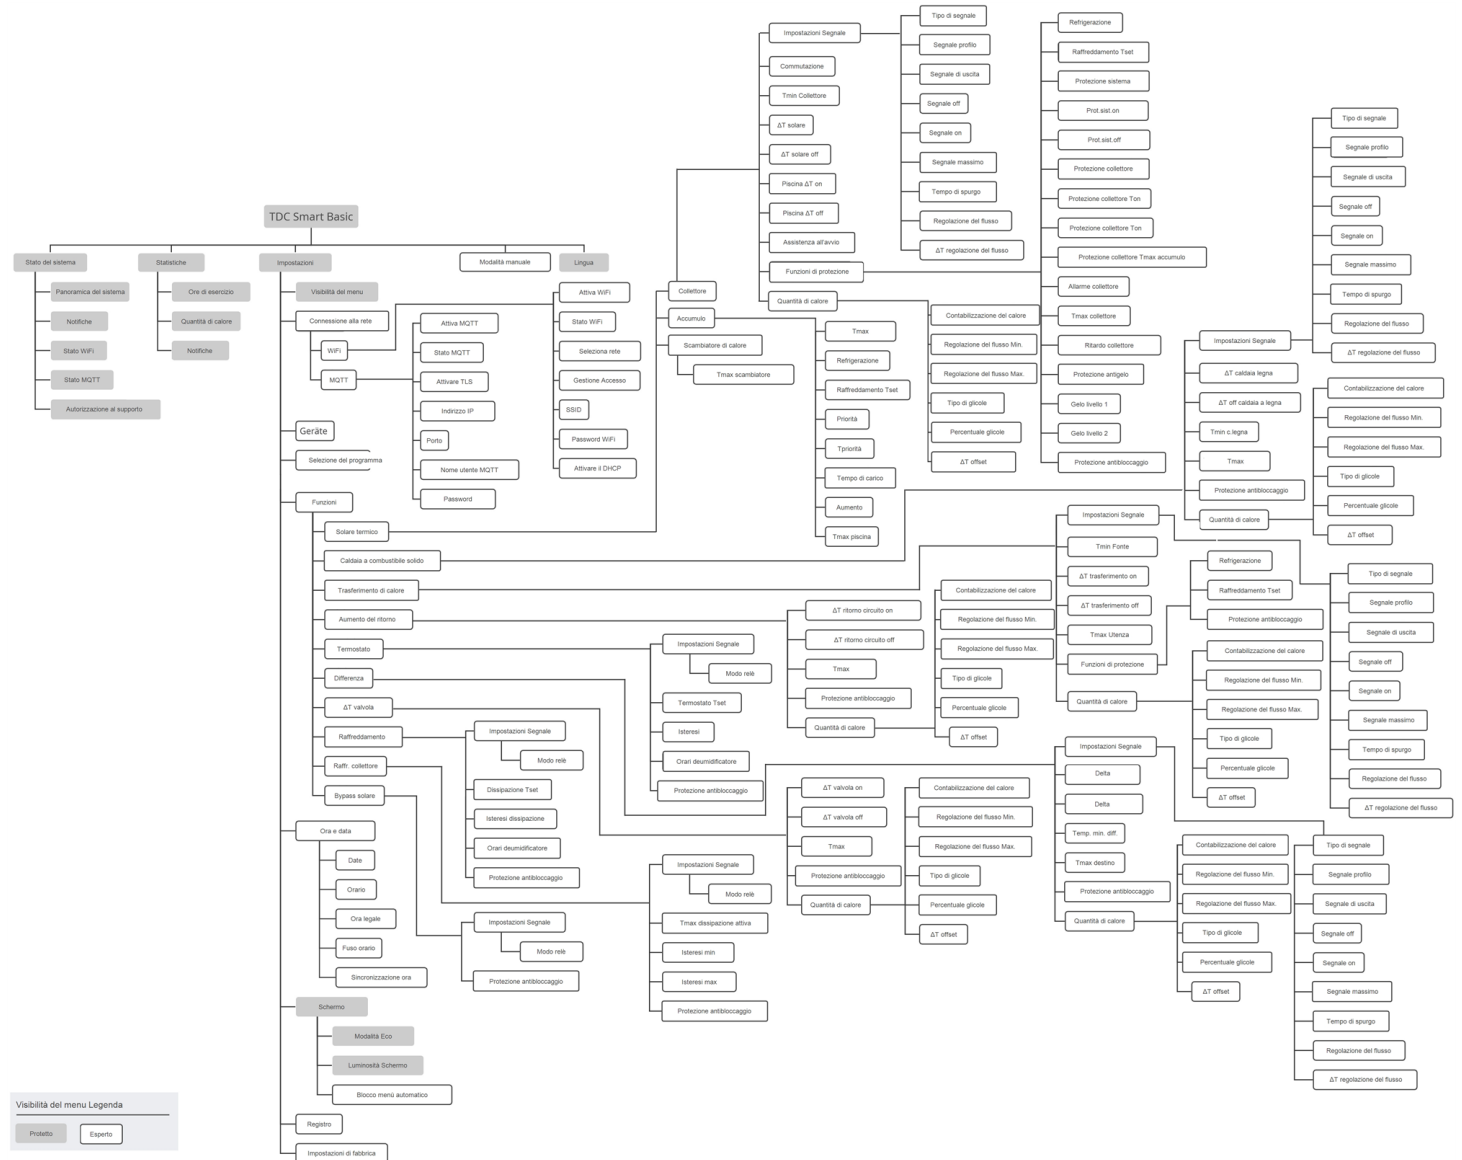 TDC Smart Basic
Stato del sistema
Panoramica del sistema
Notifiche
Stato WiFi
Stato MQTT
Autorizzazione al supporto
Statistiche
Ore di esercizio
Quantità di calore
Notifiche
Impostazioni
Visibilità del menu
Connessione alla rete
WiFi
Attiva WiFi
Stato WiFi
Seleziona rete
Gestione Accesso
SSID
Password WiFi
Attivare il DHCP
MQTT
Attiva MQTT
Stato MQTT
Attivare TLS
Indirizzo IP
Porto
Nome utente MQTT
Password
Geräte
Selezione del programma
Funzioni
Solare termico
Collettore
Impostazioni Segnale
Tipo di segnale
Segnale profilo
Segnale di uscita
Segnale off
Segnale on
Segnale massimo
Tempo di spurgo
Regolazione del flusso
ΔT regolazione del flusso
Commutazione
Tmin Collettore
ΔT solare
ΔT solare off
Piscina ΔT on
Piscina ΔT off
Assistenza all'avvio
Funzioni di protezione
Refrigerazione
Raffreddamento Tset
Protezione sistema
Prot.sist.on
Prot.sist.off
Protezione collettore
Protezione collettore Ton
Protezione collettore Ton
Protezione collettore Tmax accumulo
Allarme collettore
Tmax collettore
Ritardo collettore
Protezione antigelo
Gelo livello 1
Gelo livello 2
Protezione antibloccaggio
Quantità di calore
Contabilizzazione del calore
Regolazione del flusso Min.
Regolazione del flusso Max.
Tipo di glicole
Percentuale glicole
ΔT offset
Accumulo
Tmax
Refrigerazione
Raffreddamento Tset
Priorità
Tpriorità
Tempo di carico
Aumento
Tmax piscina
Scambiatore di calore
Tmax scambiatore
Caldaia a combustibile solido
Impostazioni Segnale
Tipo di segnale
Segnale profilo
Segnale di uscita
Segnale off
Segnale on
Segnale massimo
Tempo di spurgo
Regolazione del flusso
ΔT regolazione del flusso
ΔT caldaia legna
ΔT off caldaia a legna
Tmin c.legna
Tmax
Protezione antibloccaggio
Quantità di calore
Contabilizzazione del calore
Regolazione del flusso Min.
Regolazione del flusso Max.
Tipo di glicole
Percentuale glicole
ΔT offset
Trasferimento di calore
Impostazioni Segnale
Tipo di segnale
Segnale profilo
Segnale di uscita
Segnale off
Segnale on
Segnale massimo
Tempo di spurgo
Regolazione del flusso
ΔT regolazione del flusso
Tmin Fonte
ΔT trasferimento on
ΔT trasferimento off
Tmax Utenza
Funzioni di protezione
Refrigerazione
Raffreddamento Tset
Protezione antibloccaggio
Quantità di calore
Contabilizzazione del calore
Regolazione del flusso Min.
Regolazione del flusso Max.
Tipo di glicole
Percentuale glicole
ΔT offset
Aumento del ritorno
ΔT ritorno circuito on
ΔT ritorno circuito off
Tmax
Protezione antibloccaggio
Quantità di calore
Contabilizzazione del calore
Regolazione del flusso Min.
Regolazione del flusso Max.
Tipo di glicole
Percentuale glicole
ΔT offset
Termostato
Impostazioni Segnale
Modo relè
Termostato Tset
Isteresi
Orari deumidificatore
Protezione antibloccaggio
Differenza
Impostazioni Segnale
Tipo di segnale
Segnale profilo
Segnale di uscita
Segnale off
Segnale on
Segnale massimo
Tempo di spurgo
Regolazione del flusso
ΔT regolazione del flusso
Delta
Delta
Temp. min. diff.
Tmax destino
Protezione antibloccaggio
Quantità di calore
Contabilizzazione del calore
Regolazione del flusso Min.
Regolazione del flusso Max.
Tipo di glicole
Percentuale glicole
ΔT offset
ΔT valvola
ΔT valvola on
ΔT valvola off
Tmax
Protezione antibloccaggio
Quantità di calore
Contabilizzazione del calore
Regolazione del flusso Min.
Regolazione del flusso Max.
Tipo di glicole
Percentuale glicole
ΔT offset
Raffreddamento
Impostazioni Segnale
Modo relè
Dissipazione Tset
Isteresi dissipazione
Orari deumidificatore
Protezione antibloccaggio
Raffr. collettore
Impostazioni Segnale
Modo relè
Tmax dissipazione attiva
Isteresi min
Isteresi max
Protezione antibloccaggio
Bypass solare
Impostazioni Segnale
Modo relè
Protezione antibloccaggio
Ora e data
Date
Orario
Ora legale
Fuso orario
Sincronizzazione ora
Schermo
Modalità Eco
Luminosità Schermo
Blocco menù automatico
Registro
Impostazioni di fabbrica
Modalità manuale
Lingua
Visibilità del menu Legenda
Protetto
Esperto